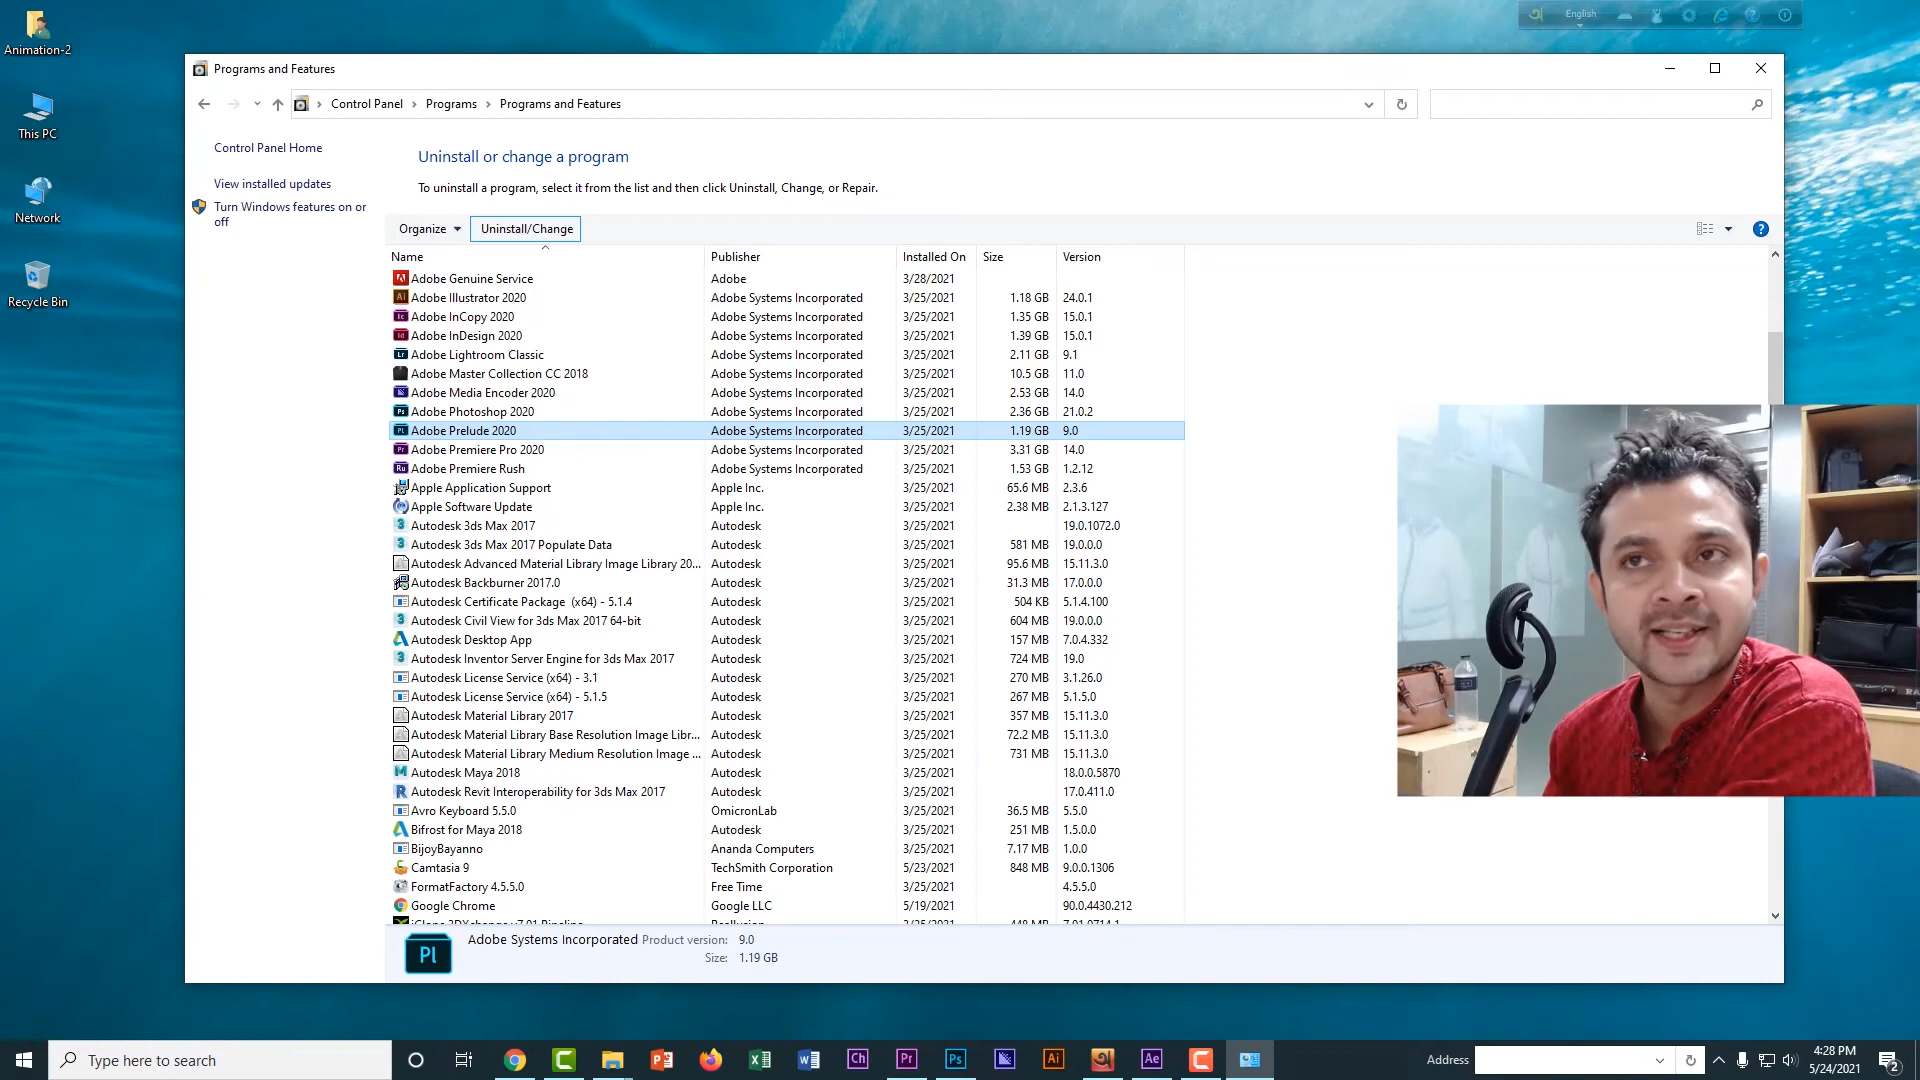 Animation-2
This PC
Network
Recycle Bin
English
Programs and Features
Control Panel
Programs
Programs and Features
Control Panel Home
View installed updates
Turn Windows features on or
off
Uninstall or change a program
To uninstall a program, select it from the list and then click Uninstall, Change, or Repair.
Organize Uninstall/Change
Name Publisher Installed On Size Version
Adobe Genuine Service Adobe 3/28/2021
Adobe Illustrator 2020 Adobe Systems Incorporated 3/25/2021 1.18 GB 24.0.1
Adobe InCopy 2020 Adobe Systems Incorporated 3/25/2021 1.35 GB 15.0.1
Adobe InDesign 2020 Adobe Systems Incorporated 3/25/2021 1.39 GB 15.0.1
Adobe Lightroom Classic Adobe Systems Incorporated 3/25/2021 2.11 GB 9.1
Adobe Master Collection CC 2018 Adobe Systems Incorporated 3/25/2021 10.5 GB 11.0
Adobe Media Encoder 2020 Adobe Systems Incorporated 3/25/2021 2.53 GB 14.0
Adobe Photoshop 2020 Adobe Systems Incorporated 3/25/2021 2.36 GB 21.0.2
Adobe Prelude 2020 Adobe Systems Incorporated 3/25/2021 1.19 GB 9.0
Adobe Premiere Pro 2020 Adobe Systems Incorporated 3/25/2021 3.31 GB 14.0
Adobe Premiere Rush Adobe Systems Incorporated 3/25/2021 1.53 GB 1.2.12
Apple Application Support Apple Inc. 3/25/2021 65.6 MB 2.3.6
Apple Software Update Apple Inc. 3/25/2021 2.38 MB 2.1.3.127
Autodesk 3ds Max 2017 Autodesk 3/25/2021 19.0.1072.0
Autodesk 3ds Max 2017 Populate Data Autodesk 3/25/2021 581 MB 19.0.0.0
Autodesk Advanced Material Library Image Library 20... Autodesk 3/25/2021 95.6 MB 15.11.3.0
Autodesk Backburner 2017.0 Autodesk 3/25/2021 31.3 MB 17.0.0.0
Autodesk Certificate Package (x64) - 5.1.4 Autodesk 3/25/2021 504 KB 5.1.4.100
Autodesk Civil View for 3ds Max 2017 64-bit Autodesk 3/25/2021 604 MB 19.0.0.0
Autodesk Desktop App Autodesk 3/25/2021 157 MB 7.0.4.332
Autodesk Inventor Server Engine for 3ds Max 2017 Autodesk 3/25/2021 724 MB 19.0
Autodesk License Service (x64) - 3.1 Autodesk 3/25/2021 270 MB 3.1.26.0
Autodesk License Service (x64) - 5.1.5 Autodesk 3/25/2021 267 MB 5.1.5.0
Autodesk Material Library 2017 Autodesk 3/25/2021 357 MB 15.11.3.0
Autodesk Material Library Base Resolution Image Libr... Autodesk 3/25/2021 72.2 MB 15.11.3.0
Autodesk Material Library Medium Resolution Image ... Autodesk 3/25/2021 731 MB 15.11.3.0
Autodesk Maya 2018 Autodesk 3/25/2021 18.0.0.5870
Autodesk Revit Interoperability for 3ds Max 2017 Autodesk 3/25/2021 17.0.411.0
Avro Keyboard 5.5.0 OmicronLab 3/25/2021 36.5 MB 5.5.0
Bifrost for Maya 2018 Autodesk 3/25/2021 251 MB 1.5.0.0
BijoyBayanno Ananda Computers 3/25/2021 7.17 MB 1.0.0
Camtasia 9 TechSmith Corporation 5/23/2021 848 MB 9.0.0.1306
FormatFactory 4.5.5.0 Free Time 3/25/2021 4.5.5.0
Google Chrome Google LLC 5/19/2021 90.0.4430.212
Pl
Adobe Systems Incorporated Product version: 9.0
Size: 1.19 GB
Type here to search
Ch Pr Ps Ai Ae
Address
4:28 PM
5/24/2021
2